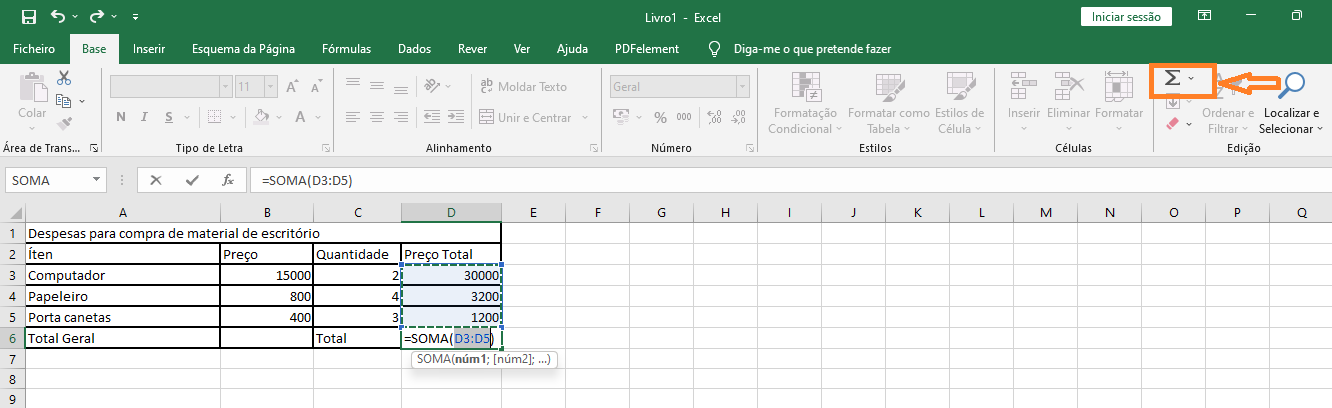 Livro1 - Excel
Iniciar sessão
Ficheiro Base Inserir Esquema da Página Fórmulas Dados Rever Ver Ajuda PDFelement Diga-me o que pretende fazer
Colar
Área de Trans...
11
N I S
A A
Tipo de Letra
ab
Moldar Texto
Unir e Centrar
Alinhamento
Geral
% 000
Número
Formatação Condicional
Formatar como Tabela
Estilos de Célula
Estilos
Inserir Eliminar Formatar
Células
Σ
Ordenar e Filtrar
Localizar e Selecionar
Edição
SOMA fx =SOMA(D3:D5)
A B C D E F G H I J K L M N O P Q
1 Despesas para compra de material de escritório
2 Íten Preço Quantidade Preço Total
3 Computador 15000 2 30000
4 Papeleiro 800 4 3200
5 Porta canetas 400 3 1200
6 Total Geral Total =SOMA(D3:D5)
7 SOMA(núm1; [núm2]; ...)
8
9